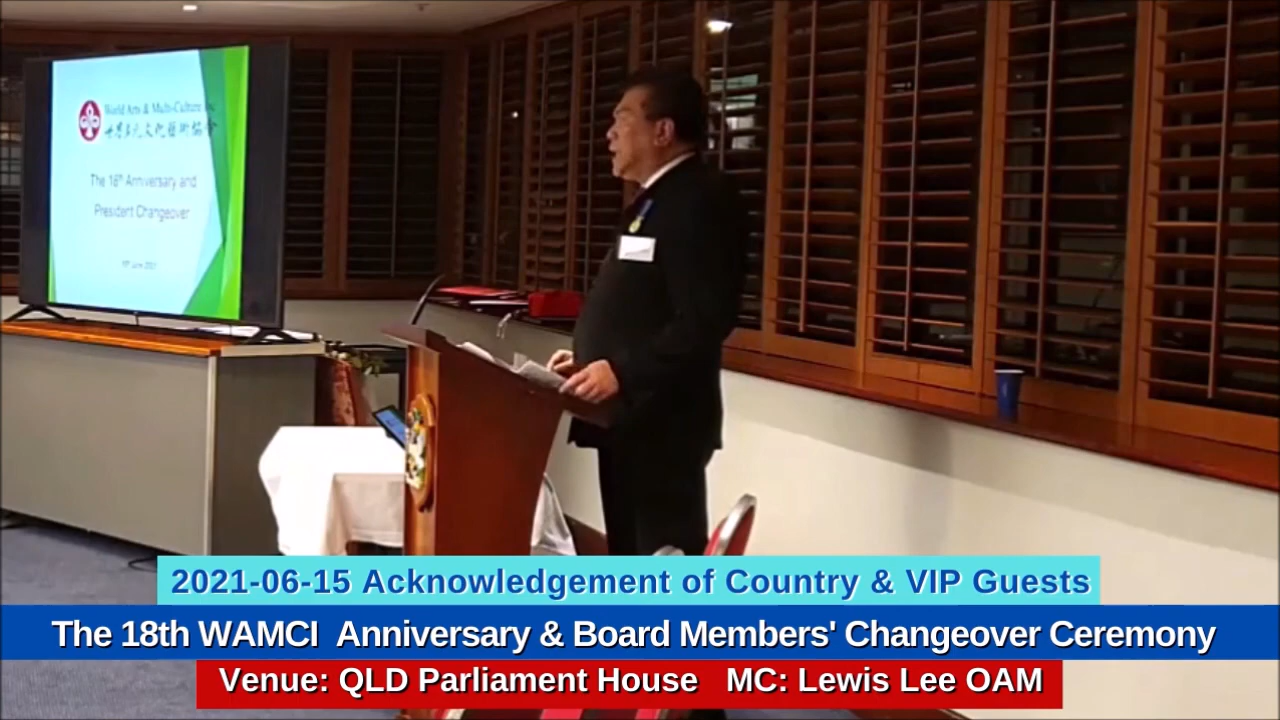 World Arts & Multi-Culture Inc
世界多元文化藝術協會
The 18th Anniversary and
President Changeover
June 2021
2021-06-15 Acknowledgement of Country & VIP Guests
The 18th WAMCI Anniversary & Board Members' Changeover Ceremony
Venue: QLD Parliament House MC: Lewis Lee OAM